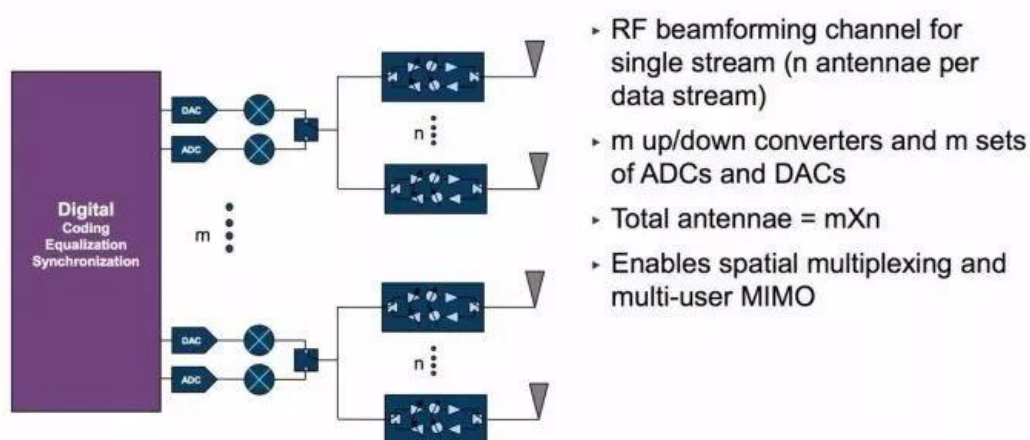 Digital
Coding
Equalization
Synchronization
DAC
ADC
m
DAC
ADC
n
n
▸ RF beamforming channel for
single stream (n antennae per
data stream)
▸ m up/down converters and m sets
of ADCs and DACs
▸ Total antennae = mXn
▸ Enables spatial multiplexing and
multi-user MIMO